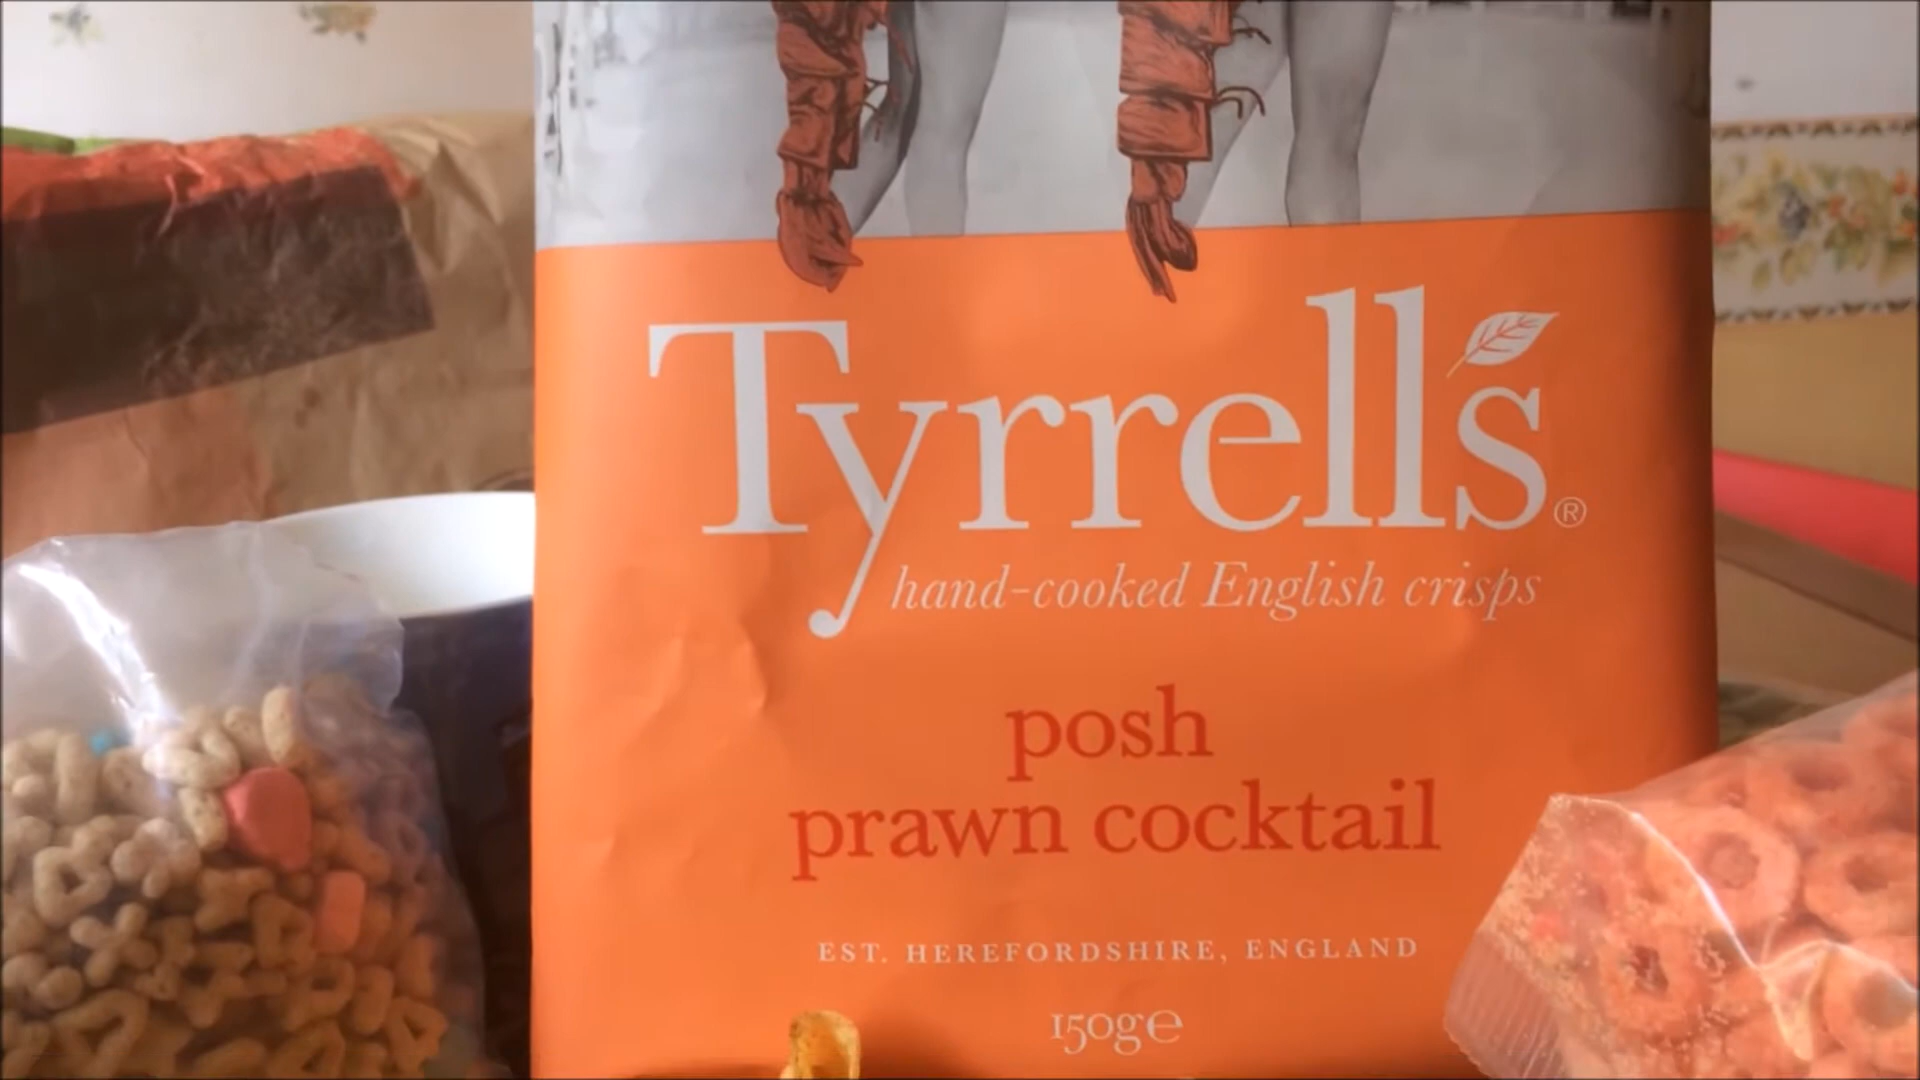 Tyrrells®
hand-cooked English crisps
posh
prawn cocktail
EST. HEREFORDSHIRE, ENGLAND
150g e